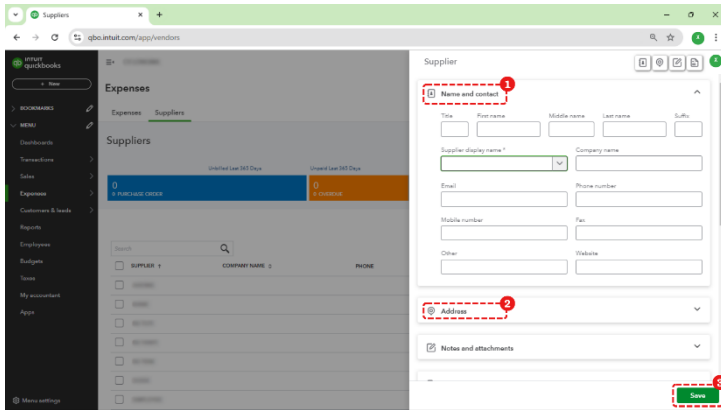 Suppliers
qbo.intuit.com/app/vendors
INTUIT
quickbooks
+ New
BOOKMARKS
MENU
Dashboards
Transactions
Sales
Expenses
Customers & leads
Reports
Employees
Budgets
Taxes
My accountant
Apps
Menu settings
Expenses
Expenses Suppliers
Suppliers
Unbilled Last 365 Days Unpaid Last 365 Days
0 0
0 PURCHASE ORDER 0 OVERDUE
Search
SUPPLIER COMPANY NAME PHONE
Supplier
1
Name and contact
Title First name Middle name Last name Suffix
Supplier display name * Company name
Email Phone number
Mobile number Fax
Other Website
2
Address
Notes and attachments
3
Save